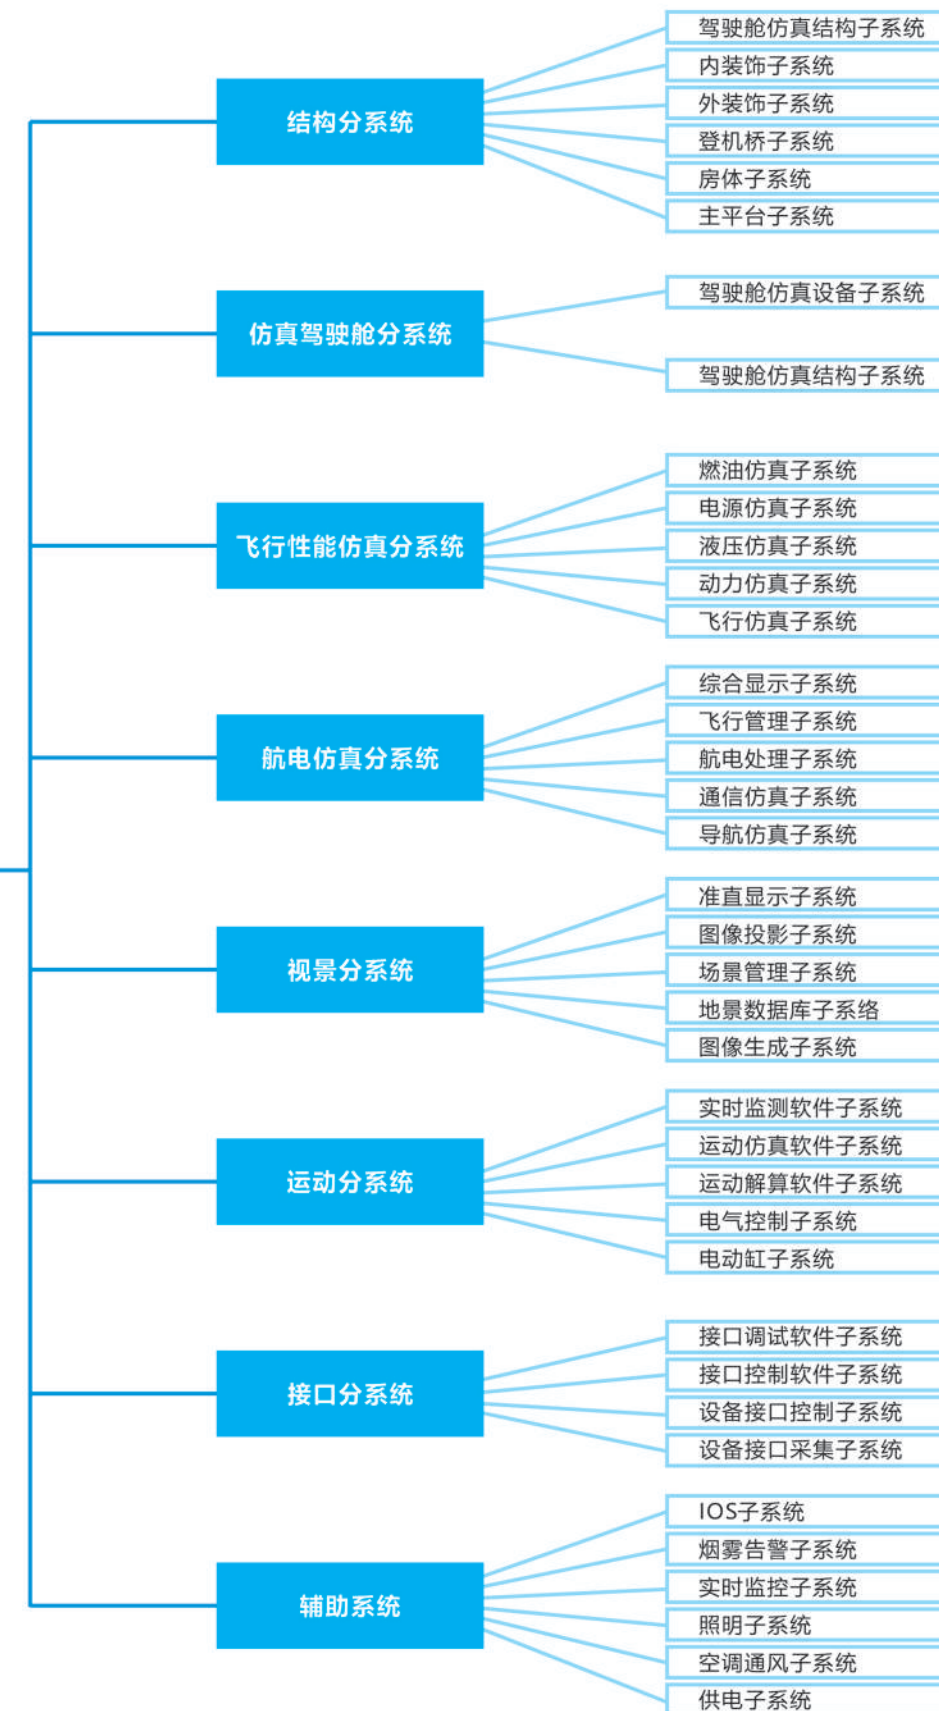 结构分系统
驾驶舱仿真结构子系统
内装饰子系统
外装饰子系统
登机桥子系统
房体子系统
主平台子系统
仿真驾驶舱分系统
驾驶舱仿真设备子系统
驾驶舱仿真结构子系统
飞行性能仿真分系统
燃油仿真子系统
电源仿真子系统
液压仿真子系统
动力仿真子系统
飞行仿真子系统
航电仿真分系统
综合显示子系统
飞行管理子系统
航电处理子系统
通信仿真子系统
导航仿真子系统
视景分系统
准直显示子系统
图像投影子系统
场景管理子系统
地景数据库子系络
图像生成子系统
运动分系统
实时监测软件子系统
运动仿真软件子系统
运动解算软件子系统
电气控制子系统
电动缸子系统
接口分系统
接口调试软件子系统
接口控制软件子系统
设备接口控制子系统
设备接口采集子系统
辅助系统
IOS子系统
烟雾告警子系统
实时监控子系统
照明子系统
空调通风子系统
供电子系统